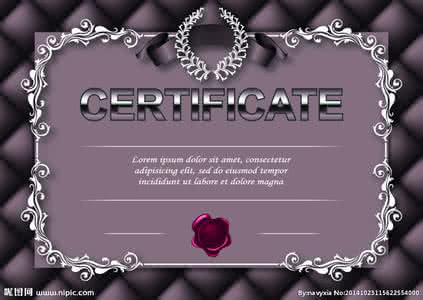 CERTIFICATE
Lorem ipsum dolor sit amet, consectetur
adipisicing elit, sed do eiusmod tempor
incididunt ut labore et dolore magna
昵图网 www.nipic.com
By:navyxia No:20141023115622554000